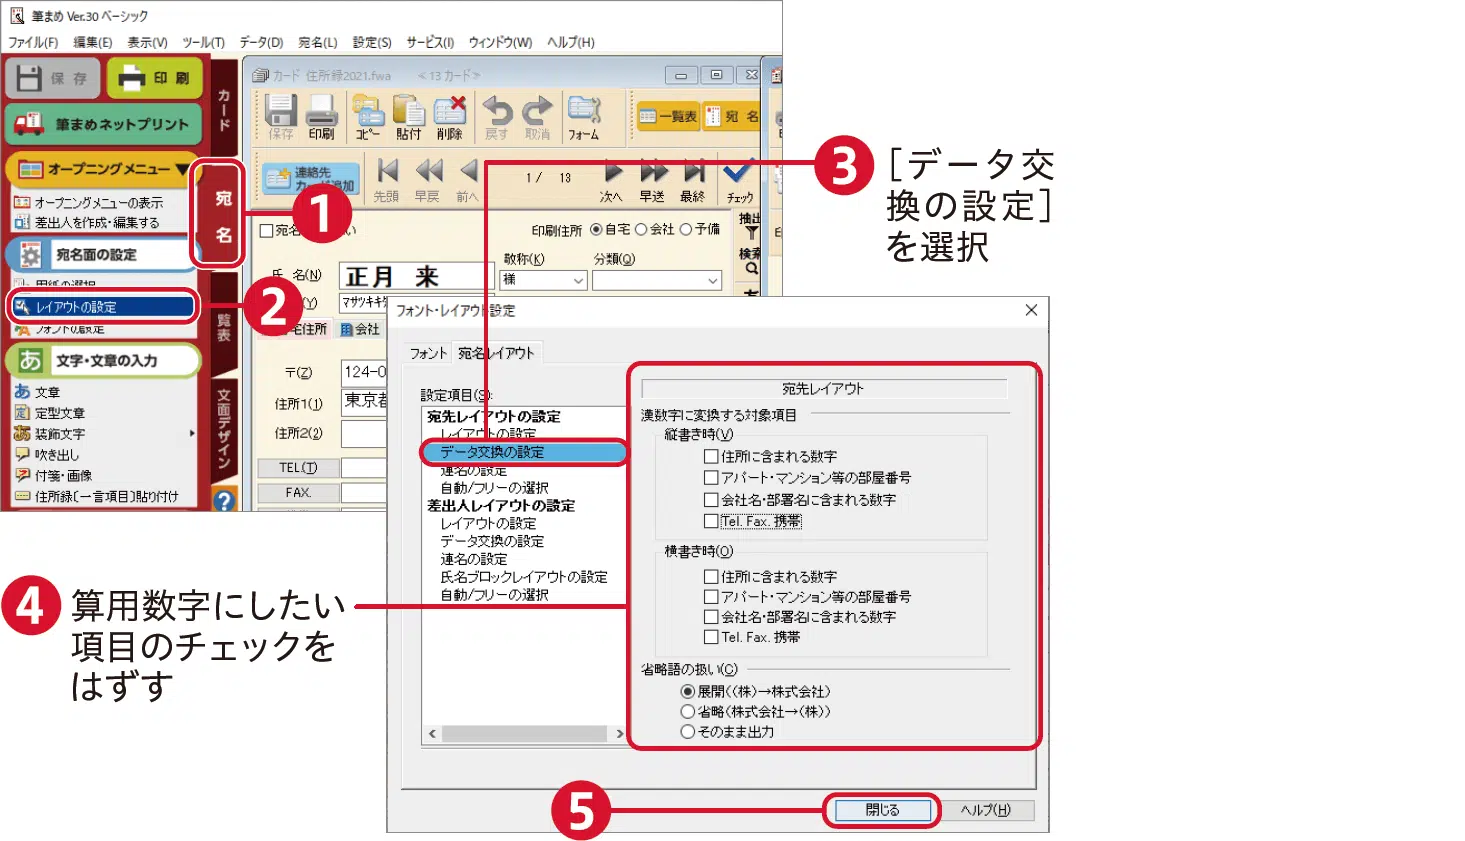 筆まめ Ver.30 ベーシック
ファイル(F) 編集(E) 表示(V) ツール(T) データ(D) 宛名(L) 設定(S) サービス(I) ウィンドウ(W) ヘルプ(H)
保存
印刷
筆まめネットプリント
オープニングメニュー▼
オープニングメニューの表示
差出人を作成・編集する
宛名面の設定
用紙の選択
レイアウトの設定
フォントの設定
文字・文章の入力
文章
定型文章
装飾文字
吹き出し
付箋・画像
住所録[一言項目]貼り付け
カード
宛名
覧表
文面デザイン
カード 住所録2021.fwa <13カード>
保存 印刷 コピー 貼付 削除 戻す 取消 フォーム
一覧表 宛 名
連絡先
カード追加
先頭 早戻 前へ
1 / 13
次へ 早送 最終 チェック
抽出
検索
印刷住所 自宅 会社 予備
氏 名(N)
正月 来
敬称(K)
様
分類(Q)
(Y)
マサツキ
宅住所 会社
〒(Z) 124-0
住所1(1) 東京都
住所2(2)
TEL(T)
FAX.
1
2
3
[データ交
換の設定]
を選択
フォント・レイアウト設定
フォント 宛名レイアウト
設定項目(S):
宛先レイアウトの設定
レイアウトの設定
データ交換の設定
連名の設定
自動/フリーの選択
差出人レイアウトの設定
レイアウトの設定
データ交換の設定
連名の設定
氏名ブロックレイアウトの設定
自動/フリーの選択
宛先レイアウト
漢数字に変換する対象項目
縦書き時(V)
住所に含まれる数字
アパート・マンション等の部屋番号
会社名・部署名に含まれる数字
Tel. Fax. 携帯
横書き時(O)
住所に含まれる数字
アパート・マンション等の部屋番号
会社名・部署名に含まれる数字
Tel. Fax. 携帯
省略語の扱い(C)
展開((株)→株式会社)
省略(株式会社→(株))
そのまま出力
4
算用数字にしたい
項目のチェックを
はずす
5
閉じる
ヘルプ(H)